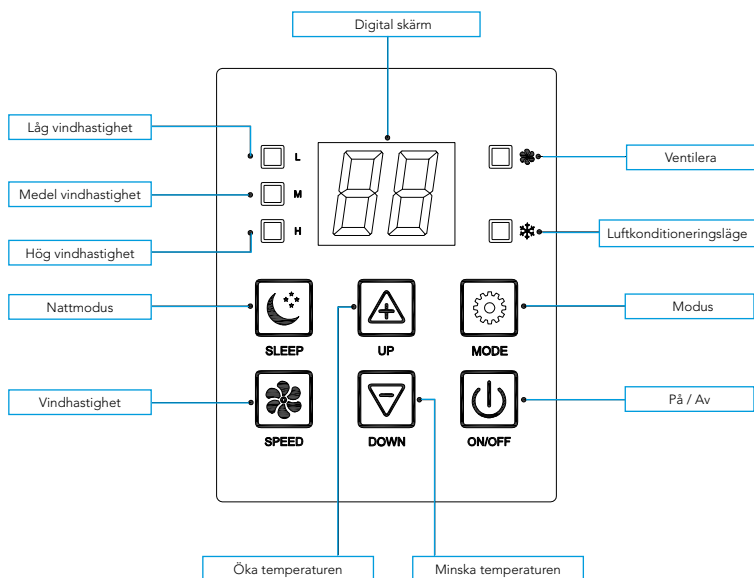 Digital skärm
Låg vindhastighet
L
Ventilera
Medel vindhastighet
M
Hög vindhastighet
H
Luftkonditioneringsläge
Nattmodus
Modus
SLEEP
UP
MODE
Vindhastighet
På / Av
SPEED
DOWN
ON/OFF
Öka temperaturen
Minska temperaturen